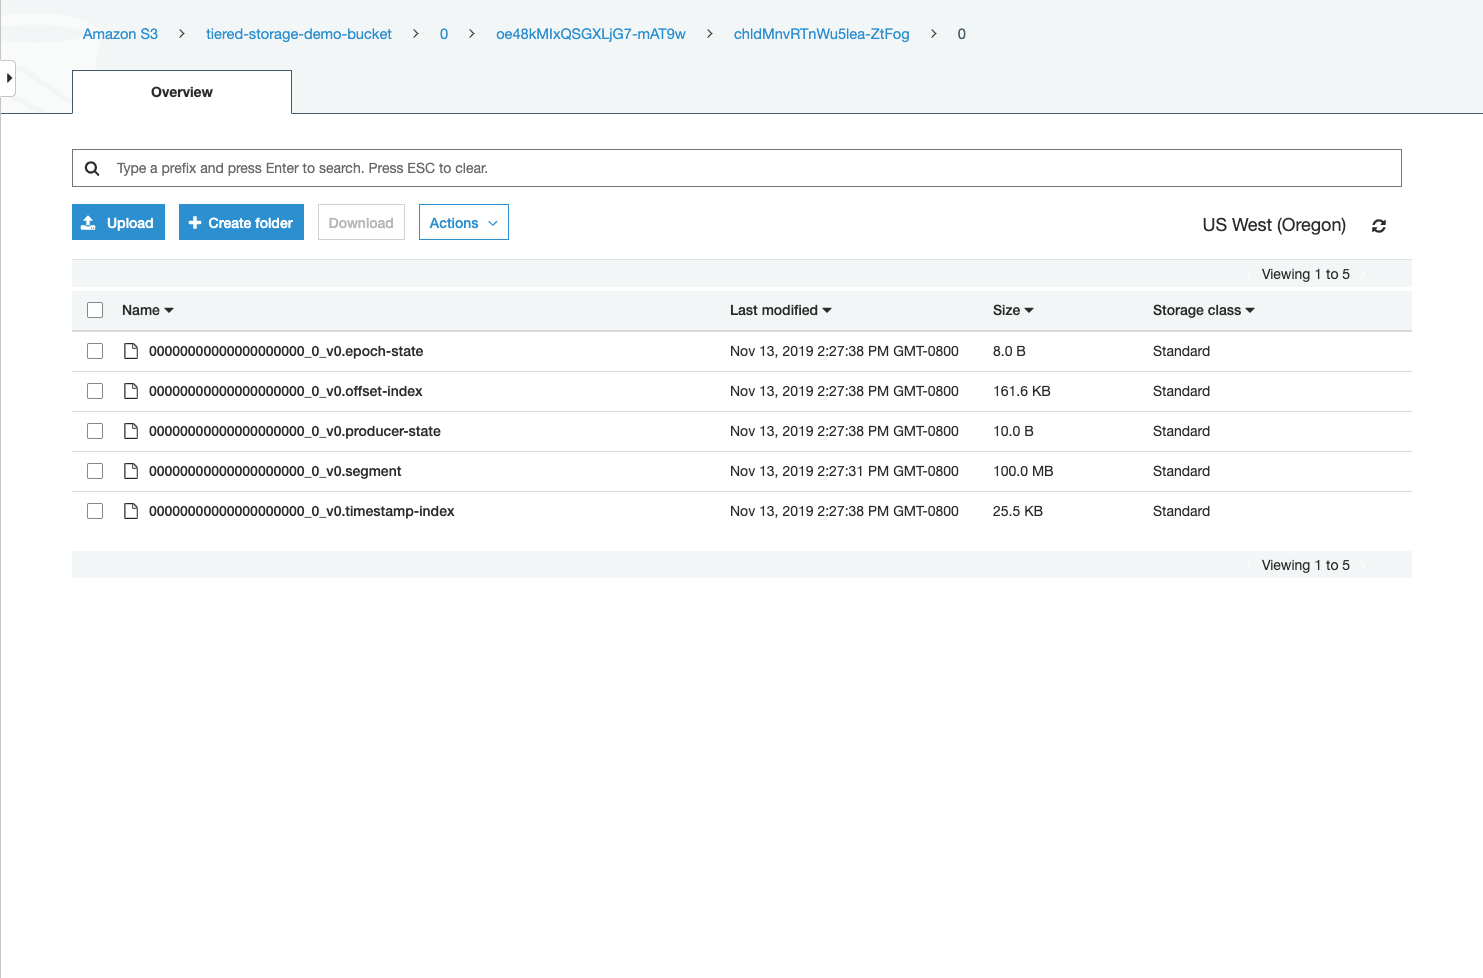 Amazon S3 > tiered-storage-demo-bucket > 0 > oe48kMIxQSGXLjG7-mAT9w > chIdMnvRTnWu5lea-ZtFog > 0
Overview
Type a prefix and press Enter to search. Press ESC to clear.
Upload Create folder Download Actions US West (Oregon)
Viewing 1 to 5
Name Last modified Size Storage class
00000000000000000000_0_v0.epoch-state Nov 13, 2019 2:27:38 PM GMT-0800 8.0 B Standard
00000000000000000000_0_v0.offset-index Nov 13, 2019 2:27:38 PM GMT-0800 161.6 KB Standard
00000000000000000000_0_v0.producer-state Nov 13, 2019 2:27:38 PM GMT-0800 10.0 B Standard
00000000000000000000_0_v0.segment Nov 13, 2019 2:27:31 PM GMT-0800 100.0 MB Standard
00000000000000000000_0_v0.timestamp-index Nov 13, 2019 2:27:38 PM GMT-0800 25.5 KB Standard
Viewing 1 to 5